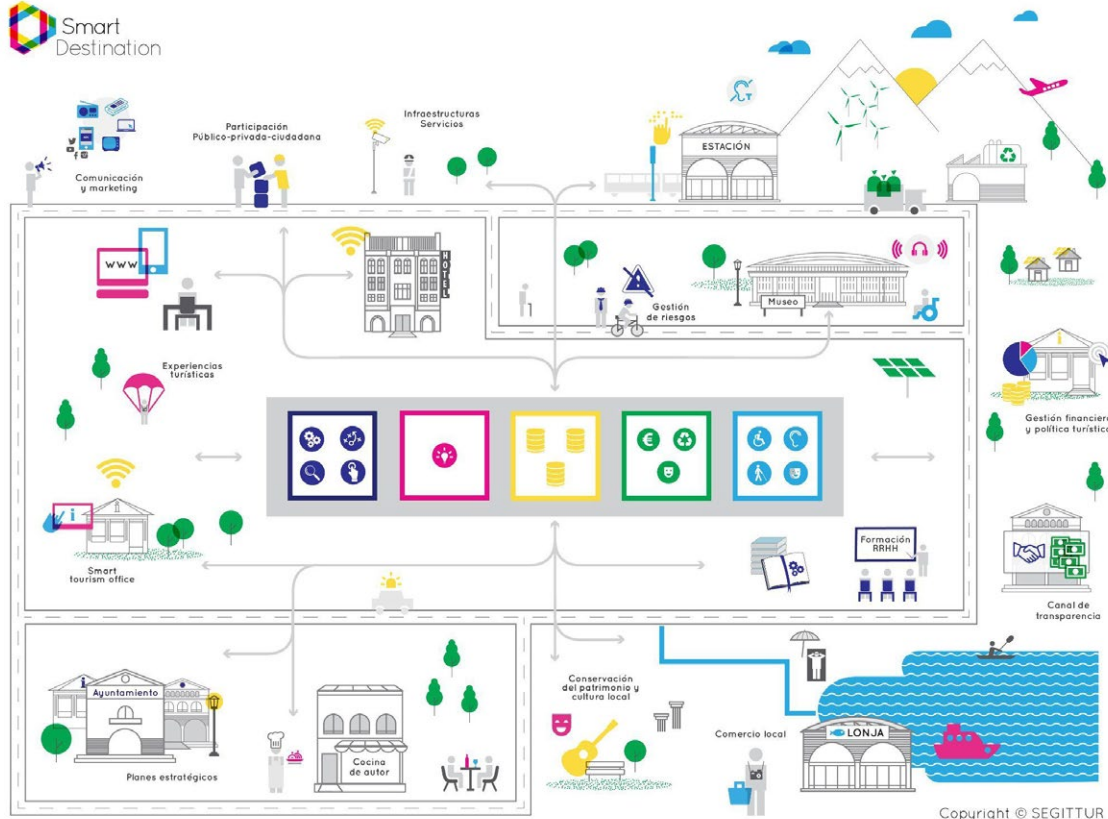 Smart
Destination
Comunicación
y marketing
Participación
Público-privada-ciudadana
Infraestructuras
Servicios
ESTACIÓN
T
WWW
HOTEL
Gestión
de riesgos
Museo
Experiencias
turísticas
i
Gestión financiera
y política turística
€
i
Smart
tourism office
Formación
RRHH
Canal de
transparencia
i
Ayuntamiento
Planes estratégicos
Cocina
de autor
Conservación
del patrimonio y
cultura local
Comercio local
LONJA
Copyright © SEGITTUR